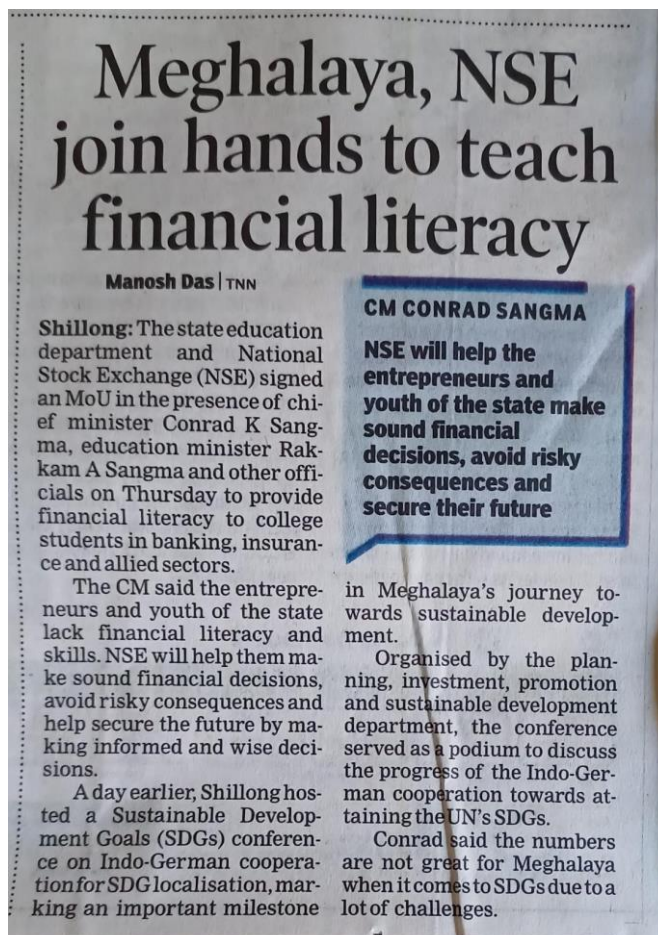 Meghalaya, NSE
join hands to teach
financial literacy
Manosh Das | TNN
Shillong: The state education
department and National
Stock Exchange (NSE) signed
an MoU in the presence of chi-
ef minister Conrad K Sang-
ma, education minister Rak-
kam A Sangma and other offi-
cials on Thursday to provide
financial literacy to college
students in banking, insuran-
ce and allied sectors.
The CM said the entrepre-
neurs and youth of the state
lack financial literacy and
skills. NSE will help them ma-
ke sound financial decisions,
avoid risky consequences and
help secure the future by ma-
king informed and wise deci-
sions.
A day earlier, Shillong hos-
ted a Sustainable Develop-
ment Goals (SDGs) conferen-
ce on Indo-German coopera-
tion for SDG localisation, mar-
king an important milestone
CM CONRAD SANGMA
NSE will help the
entrepreneurs and
youth of the state make
sound financial
decisions, avoid risky
consequences and
secure their future
in Meghalaya's journey to-
wards sustainable develop-
ment.
Organised by the plan-
ning, investment, promotion
and sustainable development
department, the conference
served as a podium to discuss
the progress of the Indo-Ger-
man cooperation towards at-
taining the UN's SDGs.
Conrad said the numbers
are not great for Meghalaya
when it comes to SDGs due to a
lot of challenges.